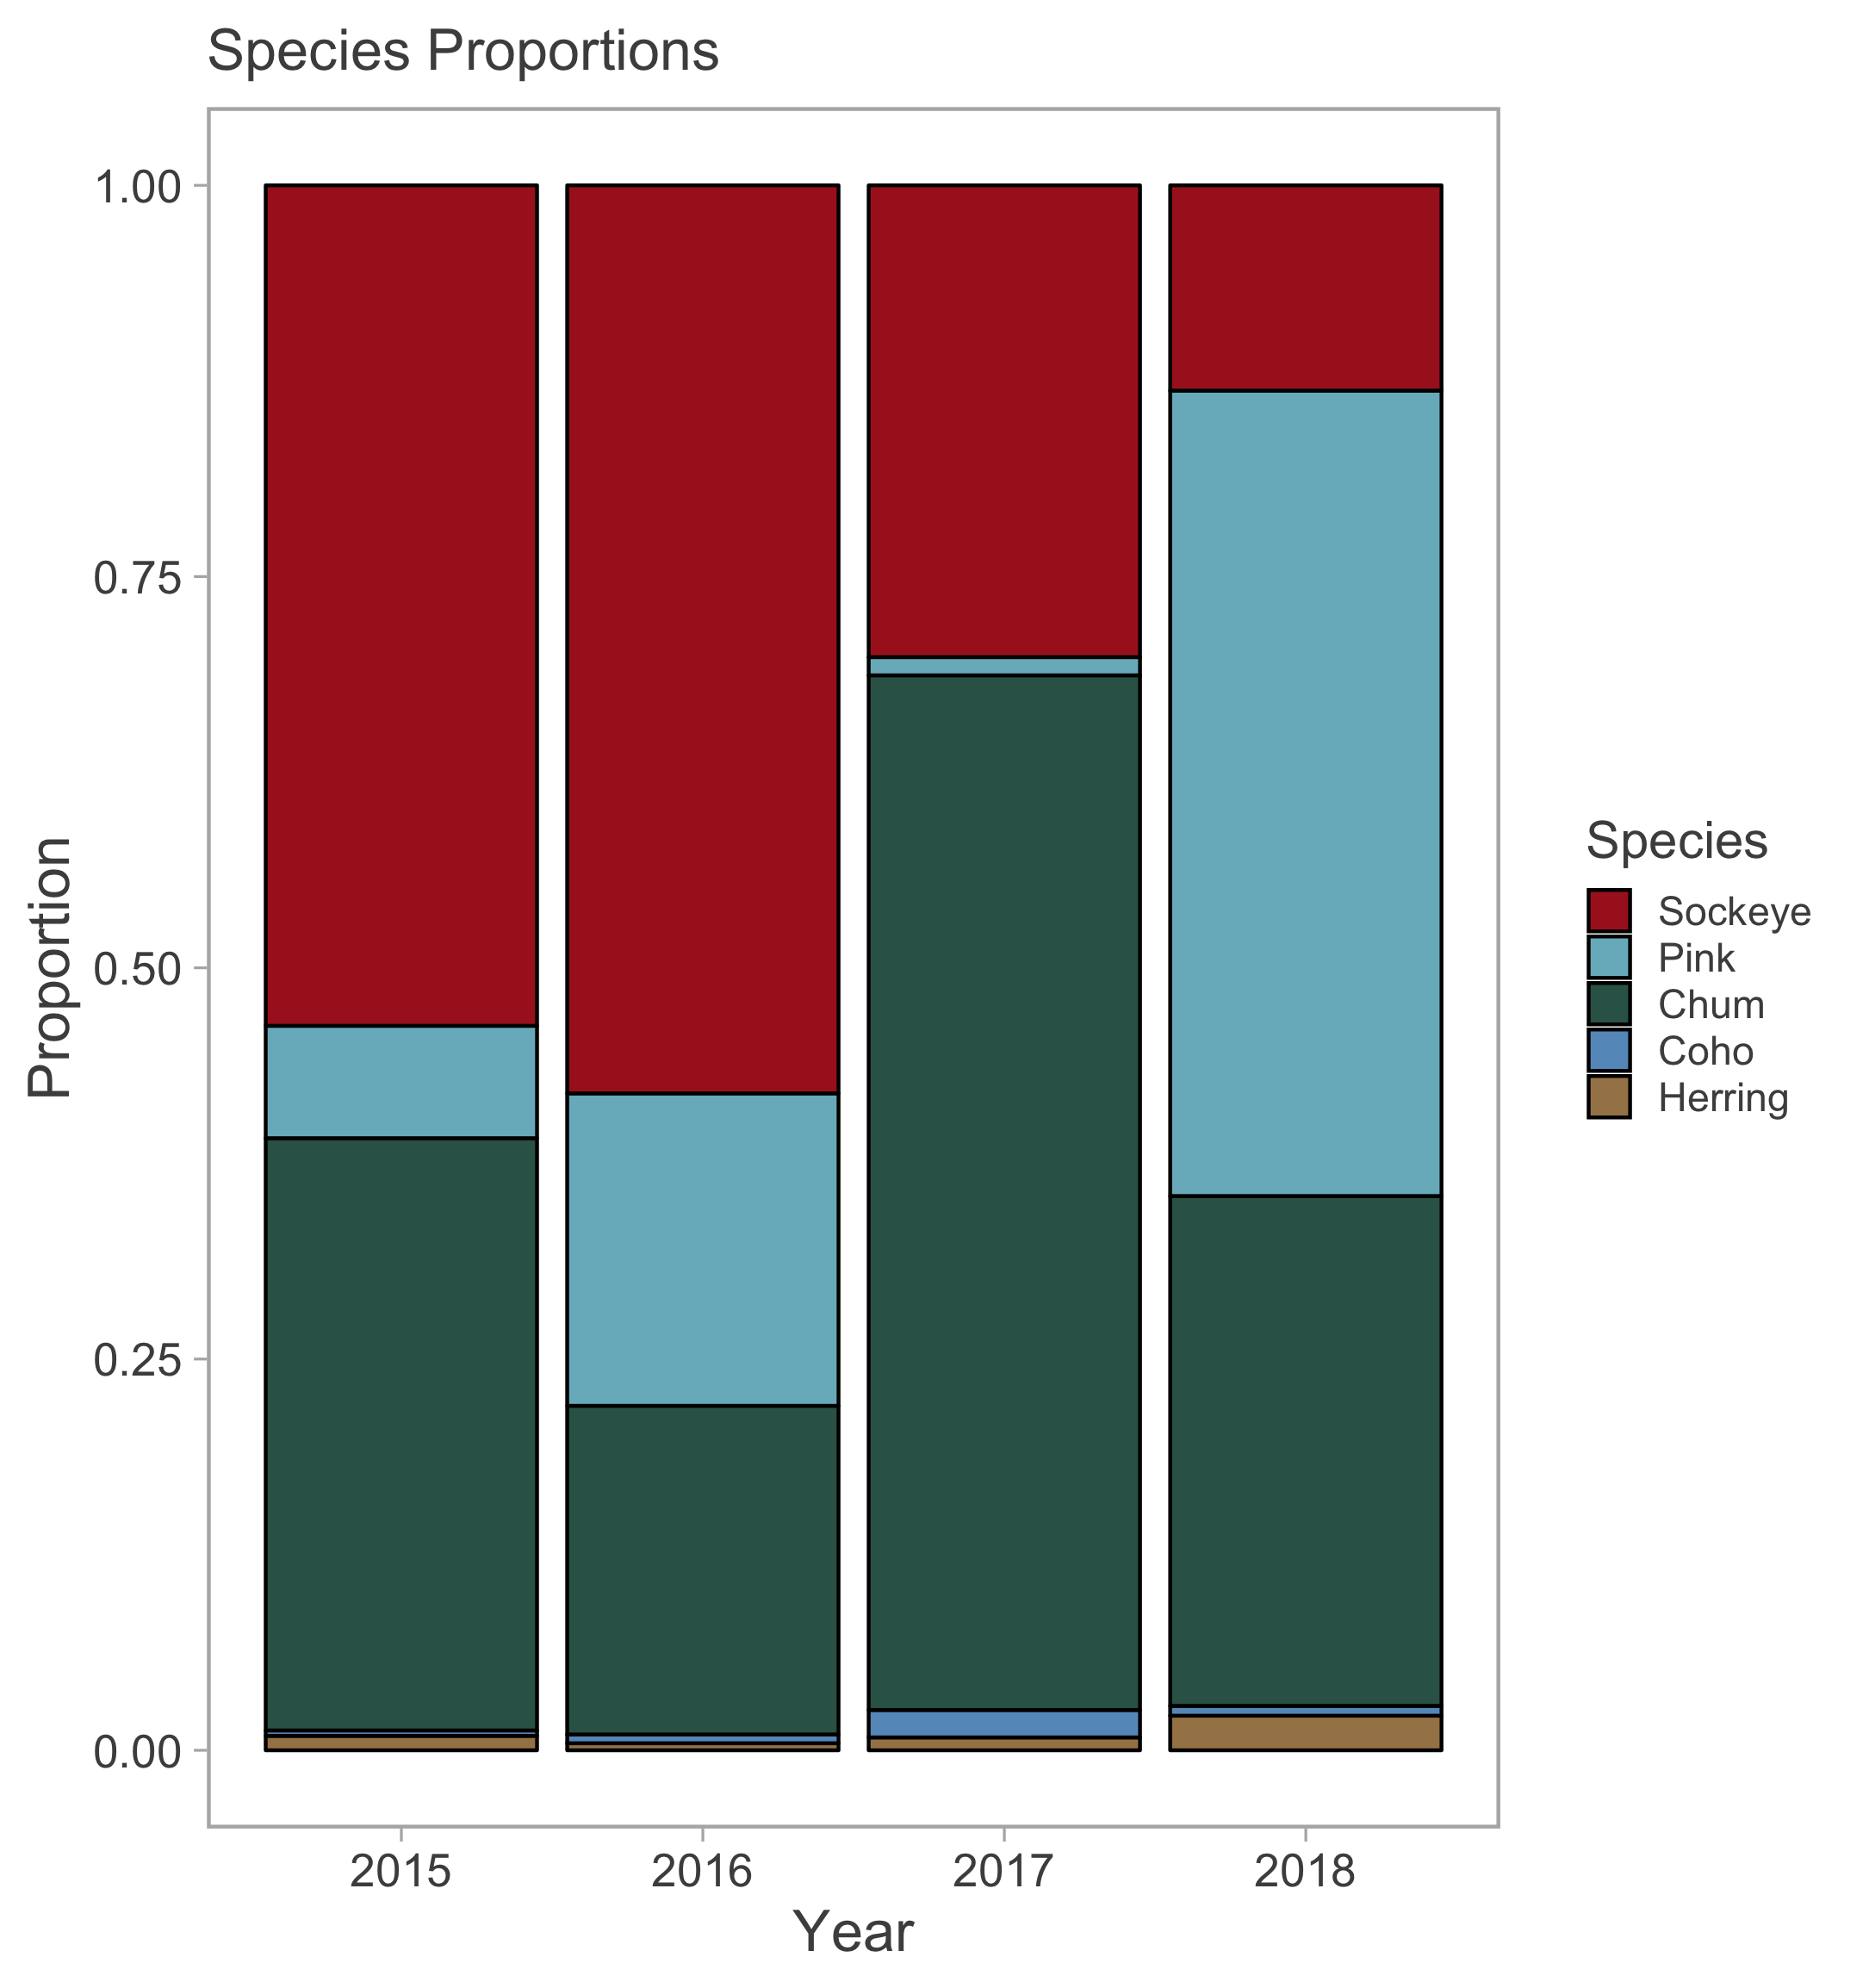 Species Proportions
1.00
0.75
0.50
0.25
0.00
Proportion
2015 2016 2017 2018
Year
Species
Sockeye
Pink
Chum
Coho
Herring